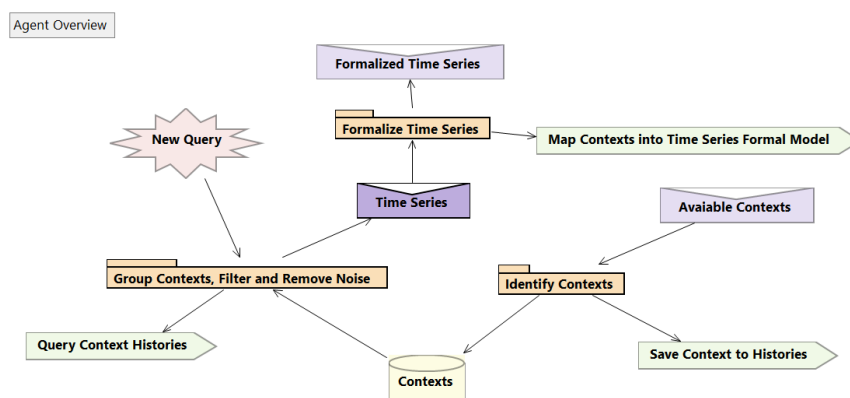 Agent Overview
Formalized Time Series
Formalize Time Series
New Query
Map Contexts into Time Series Formal Model
Time Series
Avaiable Contexts
Group Contexts, Filter and Remove Noise
Identify Contexts
Query Context Histories
Save Context to Histories
Contexts